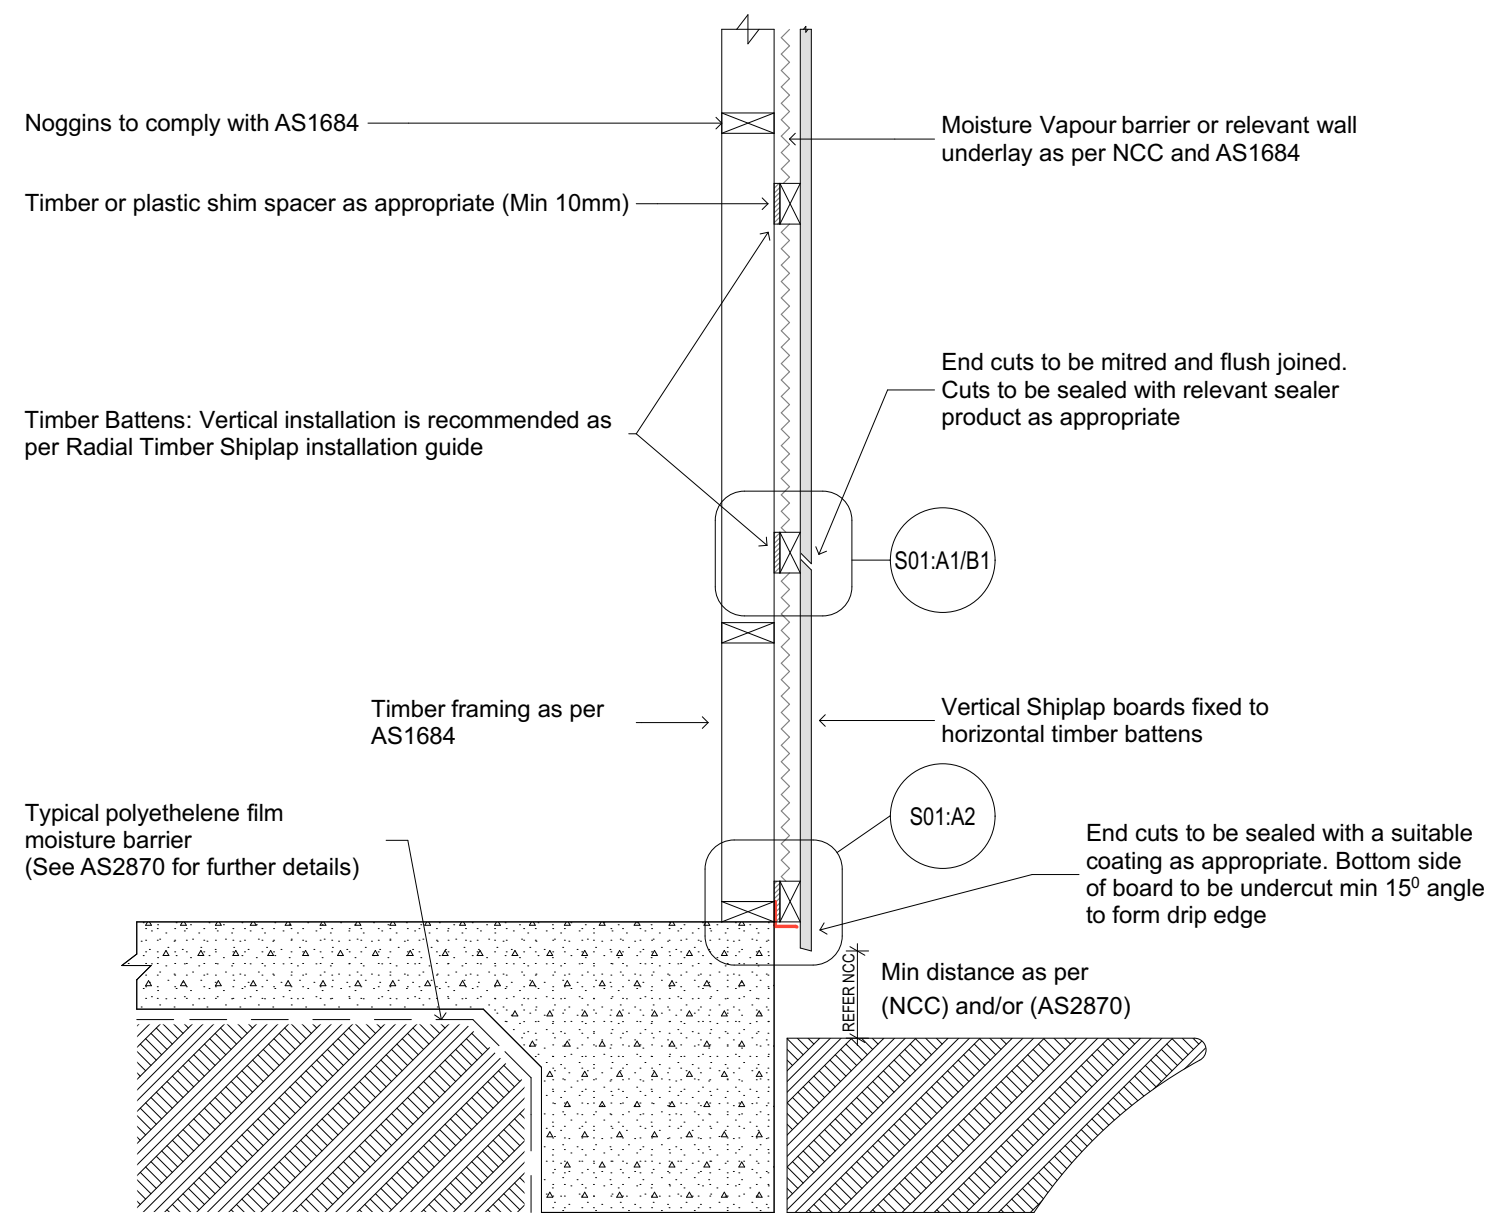 Noggins to comply with AS1684
Moisture Vapour barrier or relevant wall
underlay as per NCC and AS1684
Timber or plastic shim spacer as appropriate (Min 10mm)
End cuts to be mitred and flush joined.
Cuts to be sealed with relevant sealer
product as appropriate
Timber Battens: Vertical installation is recommended as
per Radial Timber Shiplap installation guide
S01:A1/B1
Timber framing as per
AS1684
Vertical Shiplap boards fixed to
horizontal timber battens
Typical polyethelene film
moisture barrier
(See AS2870 for further details)
S01:A2
End cuts to be sealed with a suitable
coating as appropriate. Bottom side
of board to be undercut min 15⁰ angle
to form drip edge
REFER NCC
Min distance as per
(NCC) and/or (AS2870)